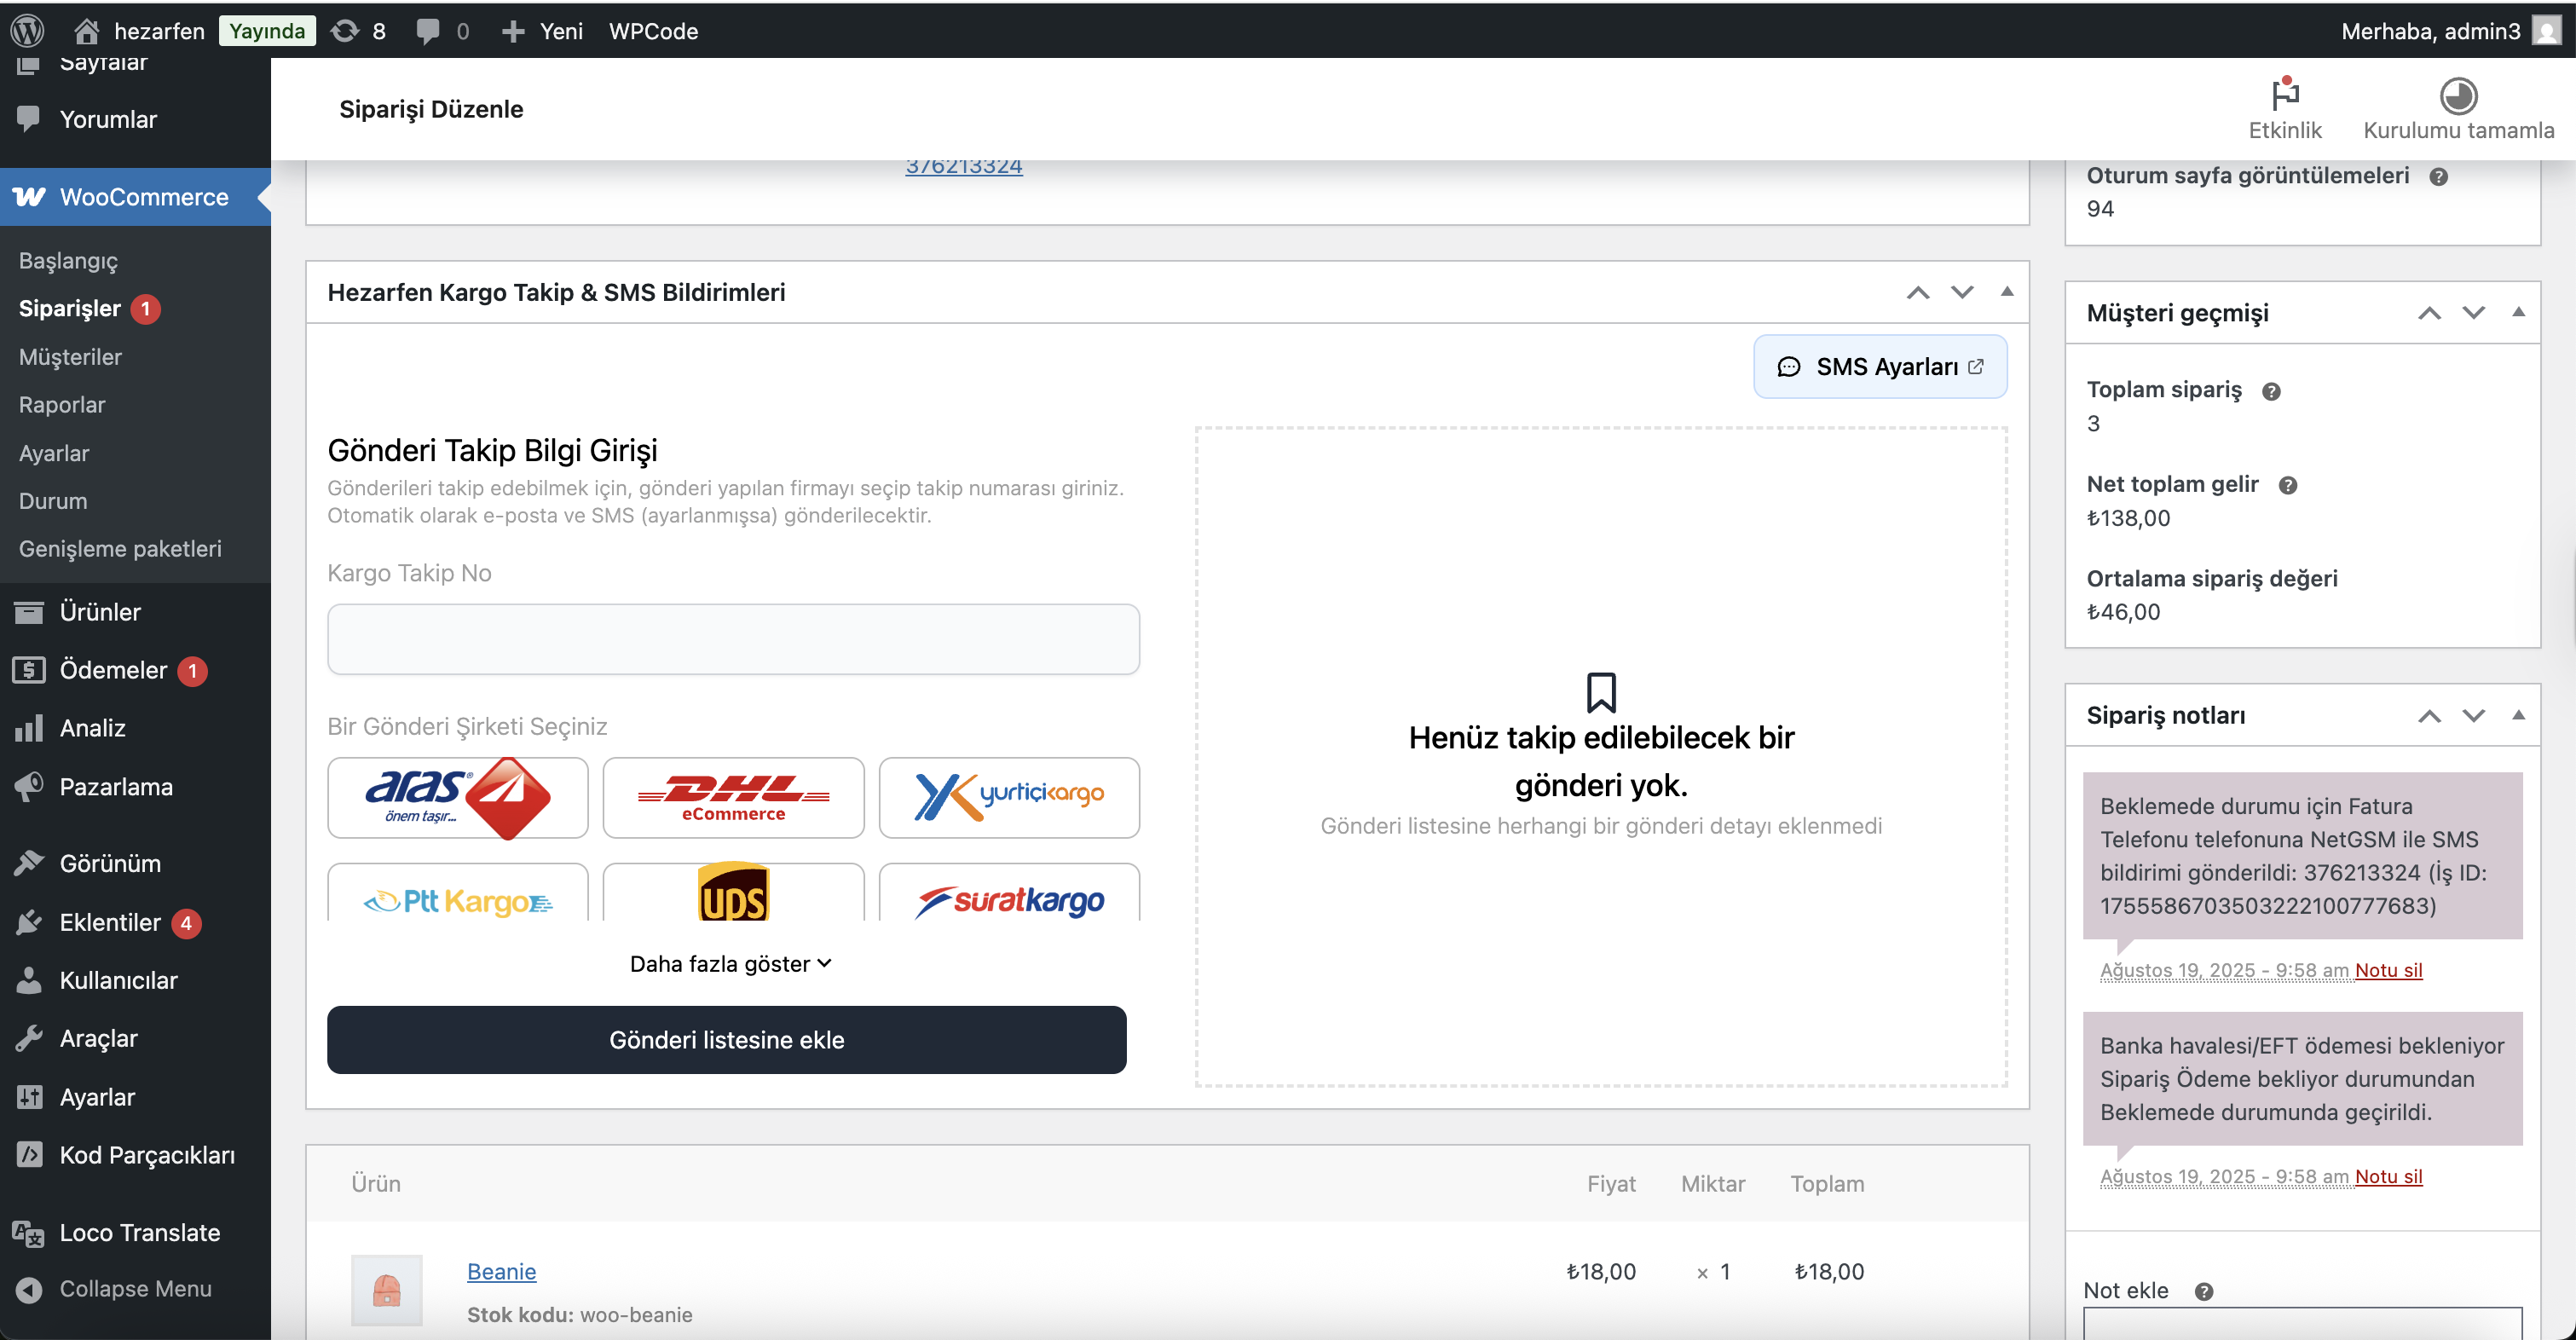 hezarfen Yayında 8 0 Yeni WPCode Merhaba, admin3
Sayfalar
Yorumlar
WooCommerce
Başlangıç
Siparişler 1
Müşteriler
Raporlar
Ayarlar
Durum
Genişleme paketleri
Ürünler
Ödemeler 1
Analiz
Pazarlama
Görünüm
Eklentiler 4
Kullanıcılar
Araçlar
Ayarlar
Kod Parçacıkları
Loco Translate
Collapse Menu
Siparişi Düzenle
Etkinlik
Kurulumu tamamla
376213324
Hezarfen Kargo Takip & SMS Bildirimleri
SMS Ayarları
Gönderi Takip Bilgi Girişi
Gönderileri takip edebilmek için, gönderi yapılan firmayı seçip takip numarası giriniz.
Otomatik olarak e-posta ve SMS (ayarlanmışsa) gönderilecektir.
Kargo Takip No
Bir Gönderi Şirketi Seçiniz
aras®
önem taşır...
DHL
eCommerce
yurtiçikargo
Ptt Kargo
ups
suratkargo
Daha fazla göster
Gönderi listesine ekle
Henüz takip edilebilecek bir
gönderi yok.
Gönderi listesine herhangi bir gönderi detayı eklenmedi
Ürün Fiyat Miktar Toplam
Beanie ₺18,00 × 1 ₺18,00
Stok kodu: woo-beanie
Oturum sayfa görüntülemeleri
94
Müşteri geçmişi
Toplam sipariş
3
Net toplam gelir
₺138,00
Ortalama sipariş değeri
₺46,00
Sipariş notları
Beklemede durumu için Fatura
Telefonu telefonuna NetGSM ile SMS
bildirimi gönderildi: 376213324 (İş ID:
1755586703503222100777683)
Ağustos 19, 2025 - 9:58 am Notu sil
Banka havalesi/EFT ödemesi bekleniyor
Sipariş Ödeme bekliyor durumundan
Beklemede durumunda geçirildi.
Ağustos 19, 2025 - 9:58 am Notu sil
Not ekle